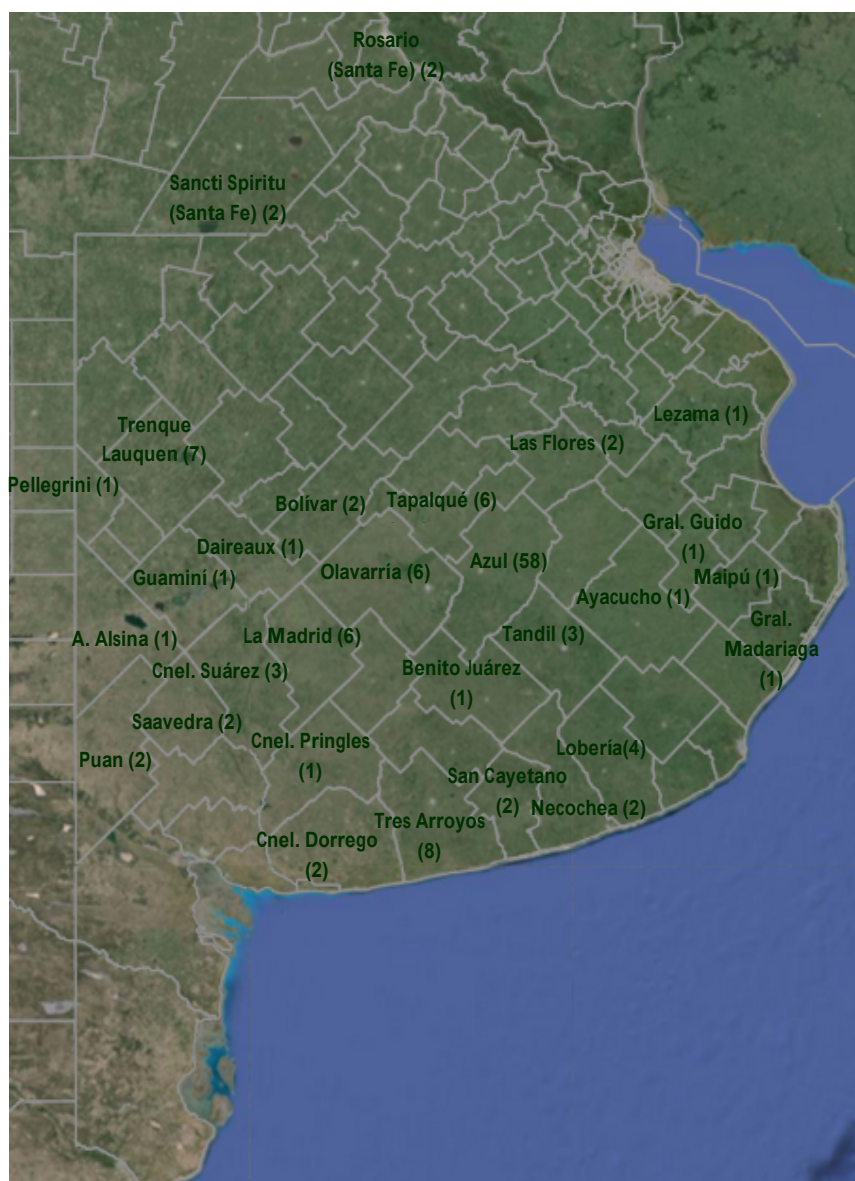 Rosario
(Santa Fe) (2)
Sancti Spiritu
(Santa Fe) (2)
Lezama (1)
Trenque
Lauquen (7)
Las Flores (2)
Pellegrini (1)
Bolívar (2)
Tapalqué (6)
Gral. Guido
(1)
Daireaux (1)
Guaminí (1)
Olavarría (6)
Azul (58)
Maipú (1)
Ayacucho (1)
Gral.
Madariaga
(1)
A. Alsina (1)
La Madrid (6)
Tandil (3)
Cnel. Suárez (3)
Benito Juárez
(1)
Saavedra (2)
Puan (2)
Cnel. Pringles
(1)
Lobería(4)
San Cayetano
(2)
Necochea (2)
Tres Arroyos
(8)
Cnel. Dorrego
(2)